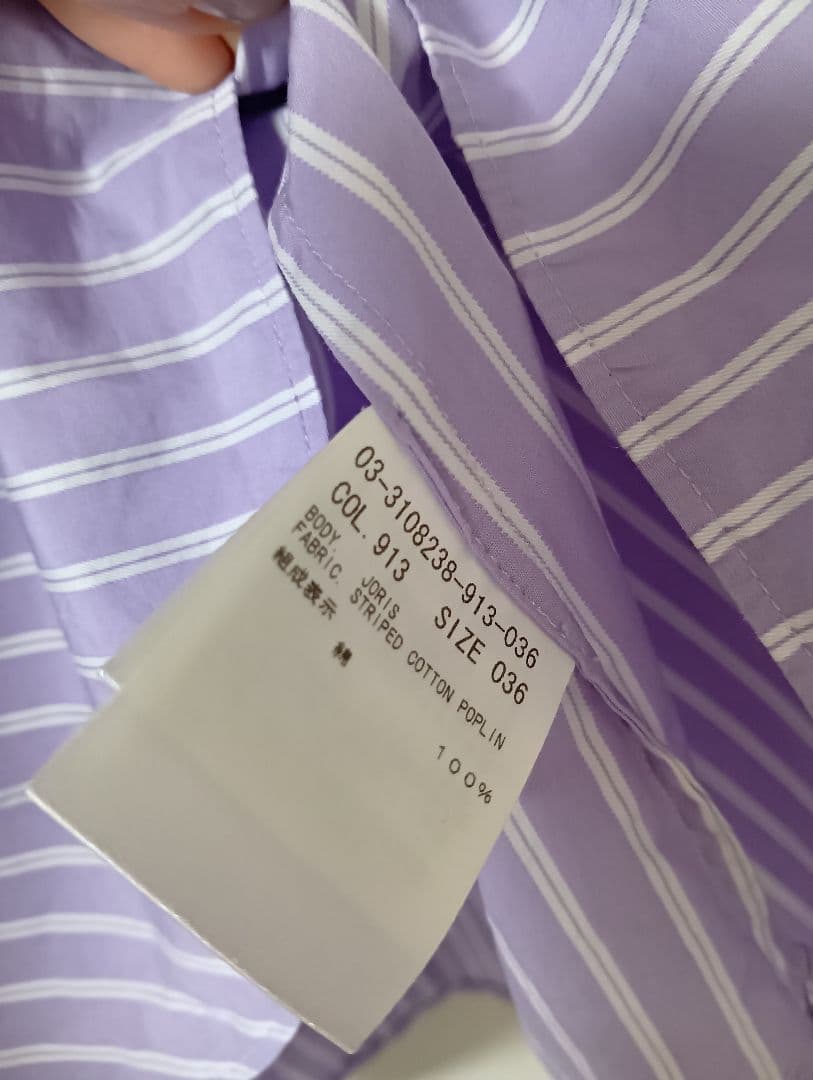 03-3108238-913-036
COL. 913 SIZE 036
BODY. JORIS
FABRIC. STRIPED COTTON POPLIN
組成表示
綿 100%